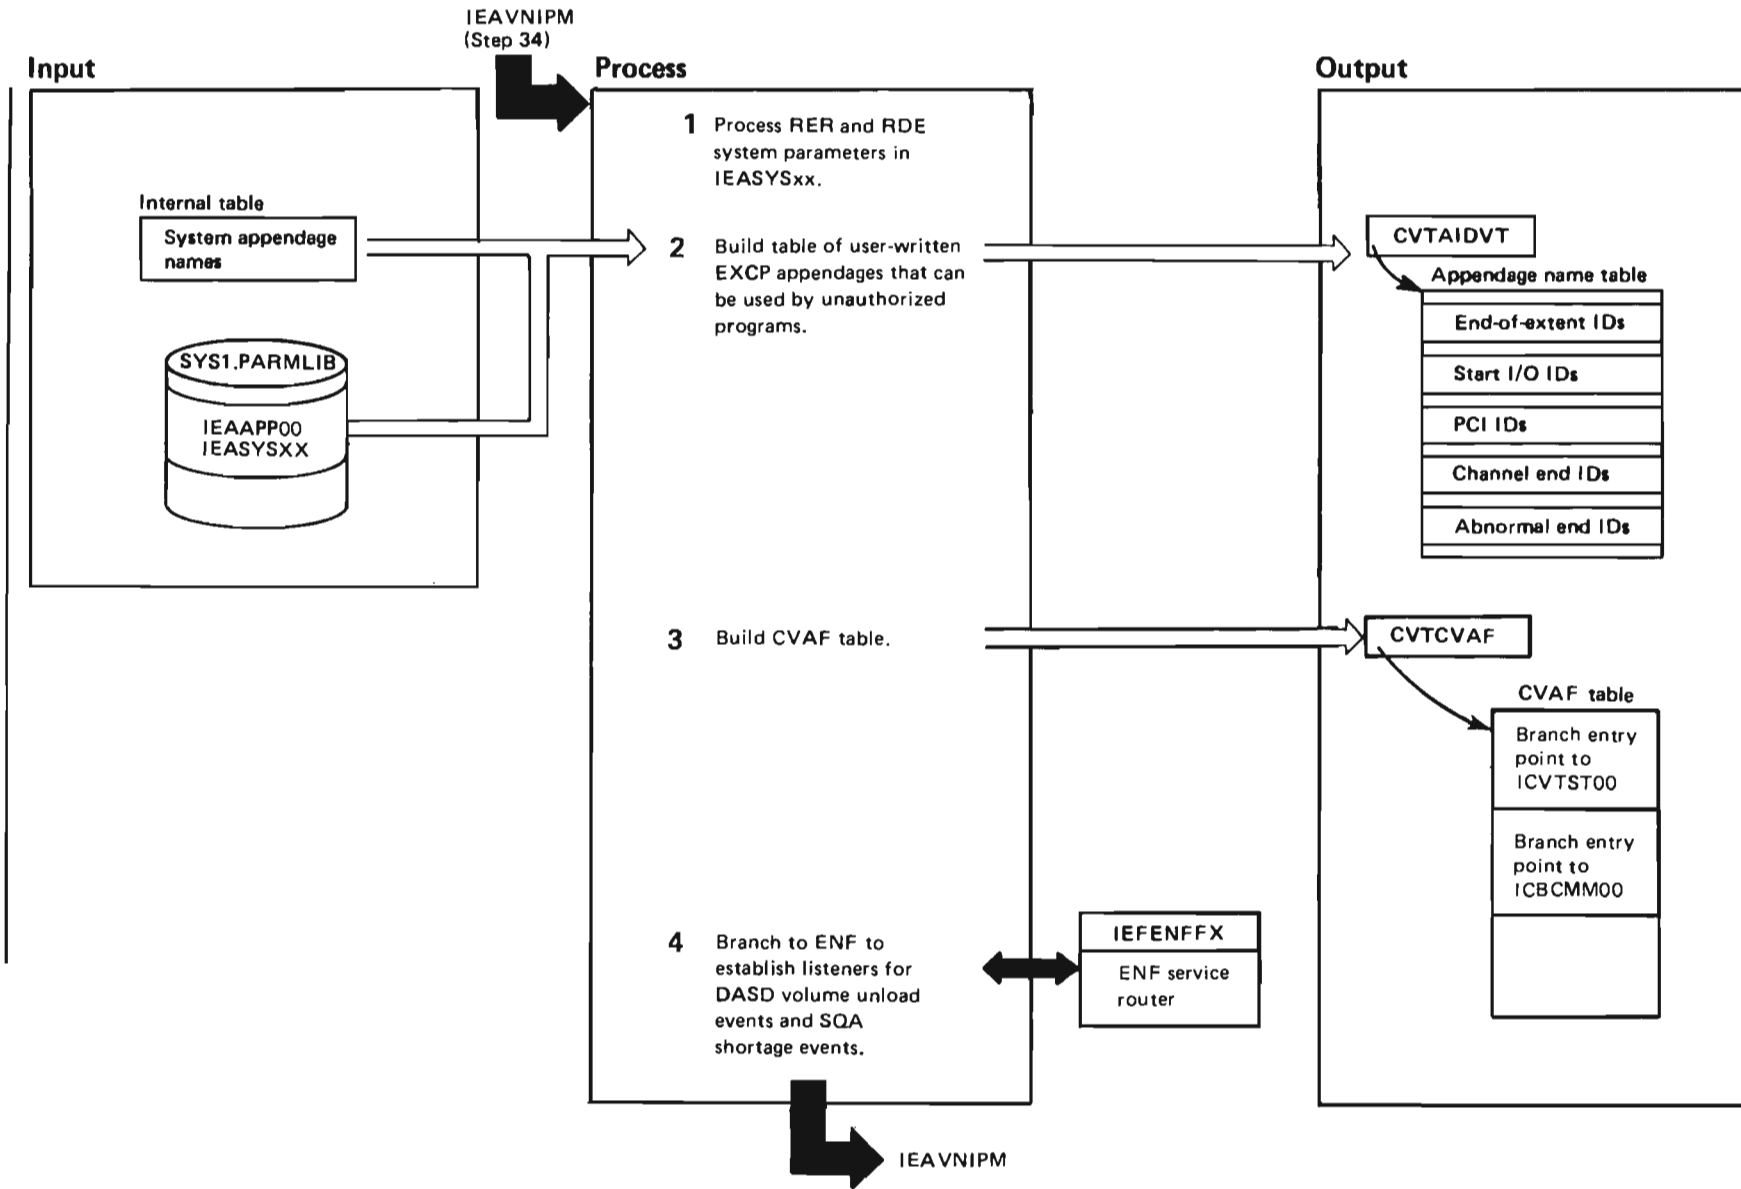 IEAVNIPM
(Step 34)
Input
Process
Output
1 Process RER and RDE
system parameters in
IEASYSxx.
Internal table
System appendage
names
2 Build table of user-written
EXCP appendages that can
be used by unauthorized
programs.
CVTAIDVT
Appendage name table
End-of-extent IDs
Start I/O IDs
PCI IDs
Channel end IDs
Abnormal end IDs
SYS1.PARMLIB
IEAAPP00
IEASYSXX
3 Build CVAF table.
CVTCVAF
CVAF table
Branch entry
point to
ICVTST00
Branch entry
point to
ICBCMM00
4 Branch to ENF to
establish listeners for
DASD volume unload
events and SQA
shortage events.
IEFENFFX
ENF service
router
IEAVNIPM